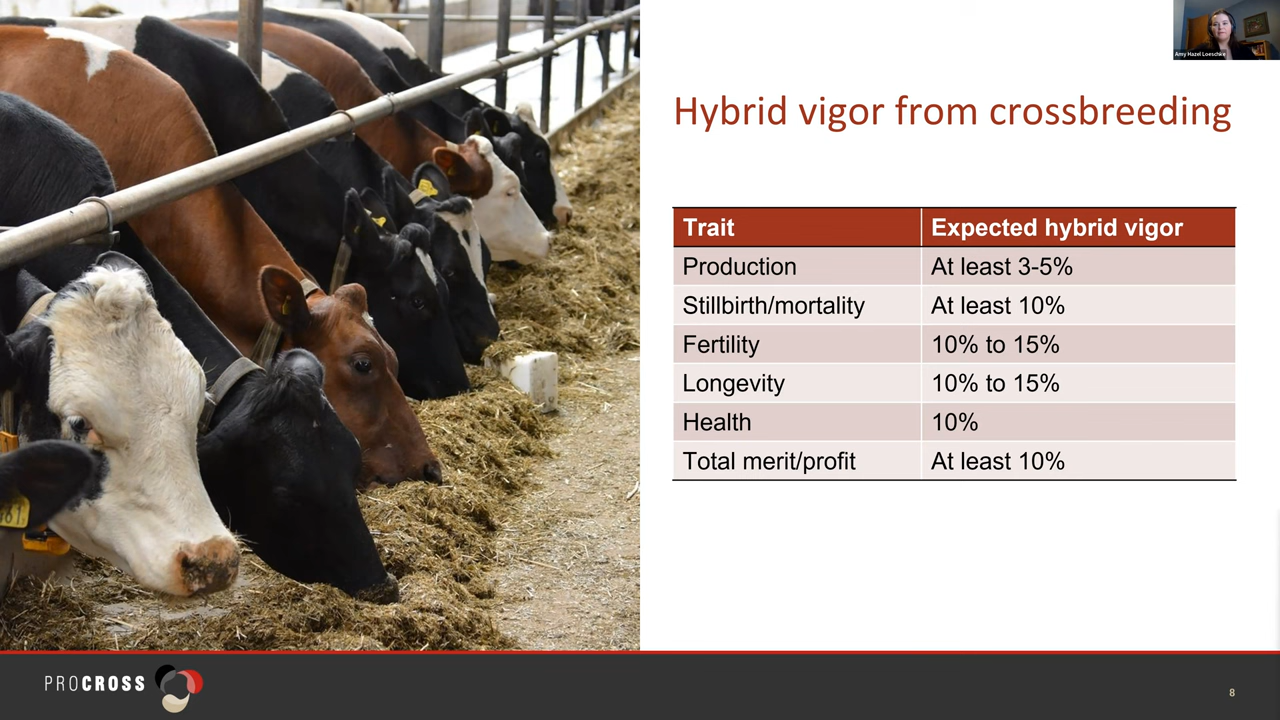 Amy Hazel Loeschke
Hybrid vigor from crossbreeding
Trait Expected hybrid vigor
Production At least 3-5%
Stillbirth/mortality At least 10%
Fertility 10% to 15%
Longevity 10% to 15%
Health 10%
Total merit/profit At least 10%
PROCROSS
8